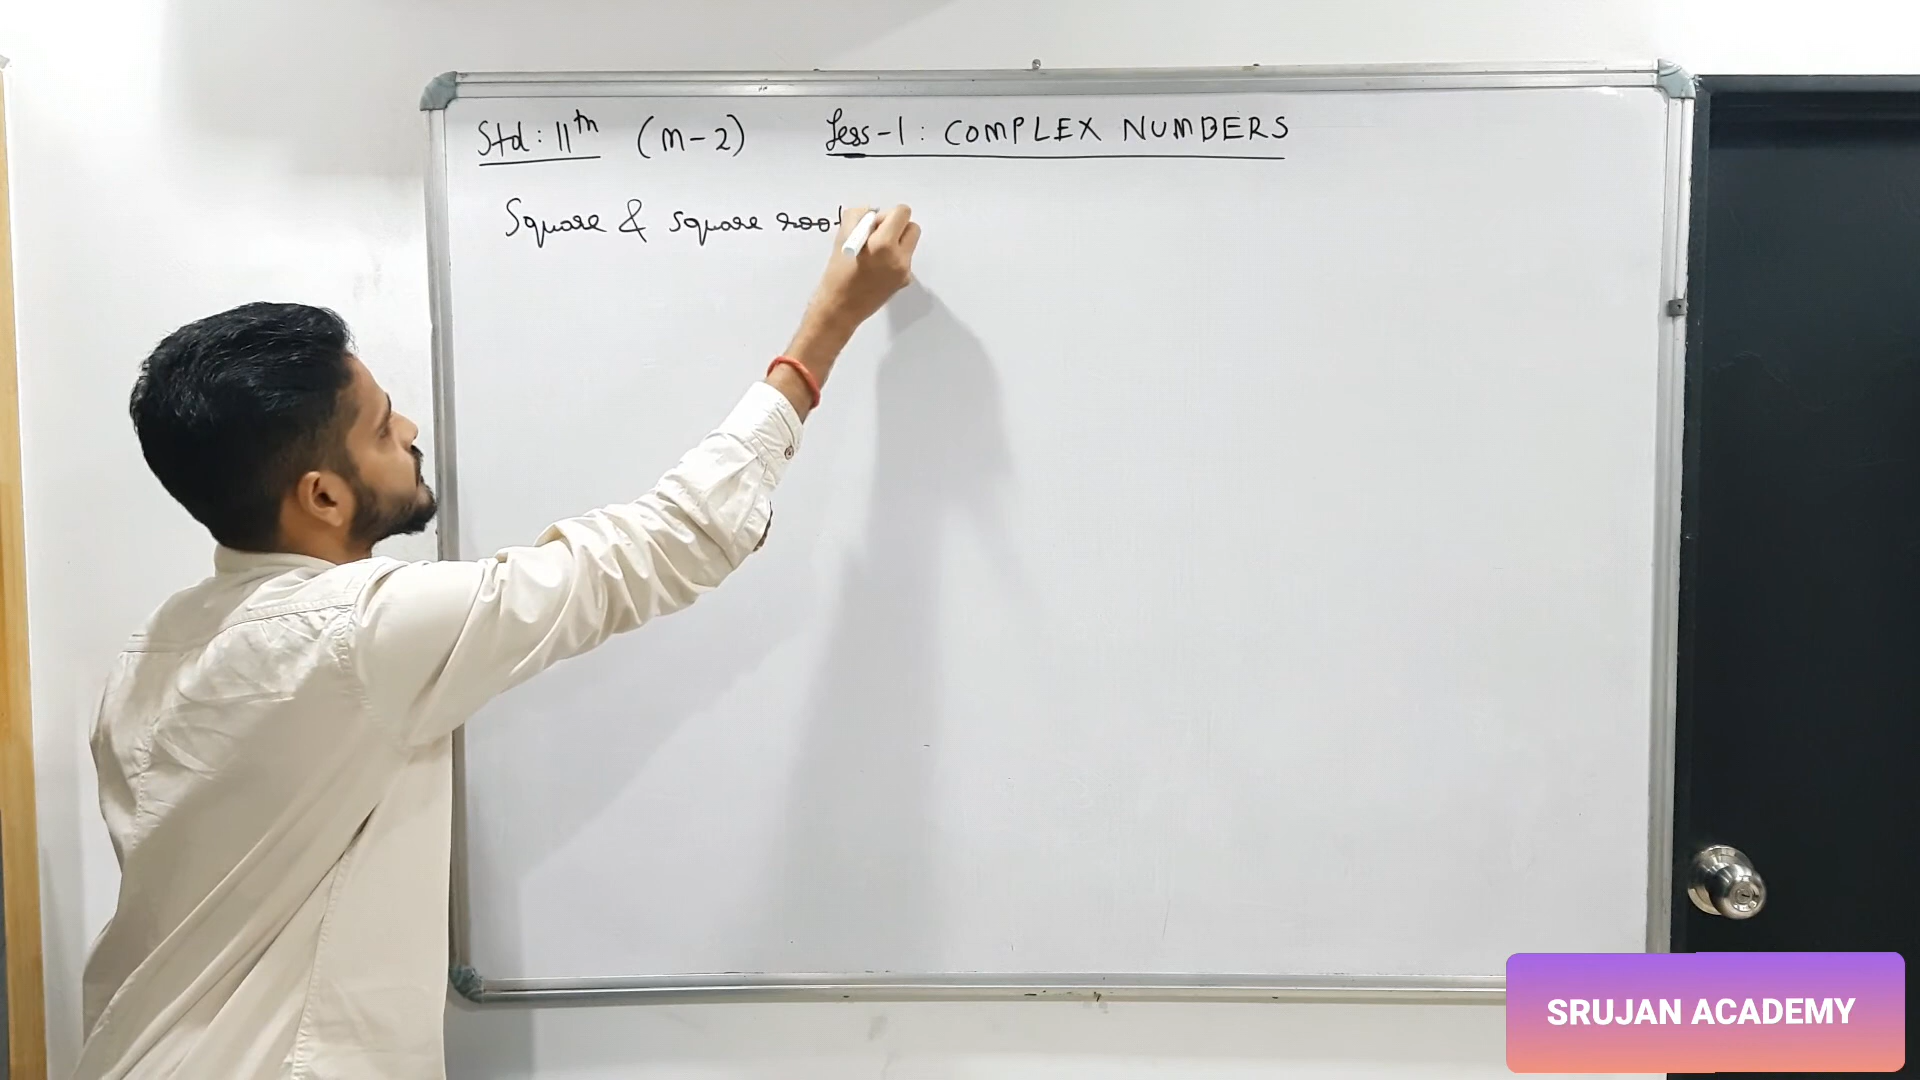 Std: 11th (M-2) Less-1: COMPLEX NUMBERS
Square & square root
SRUJAN ACADEMY